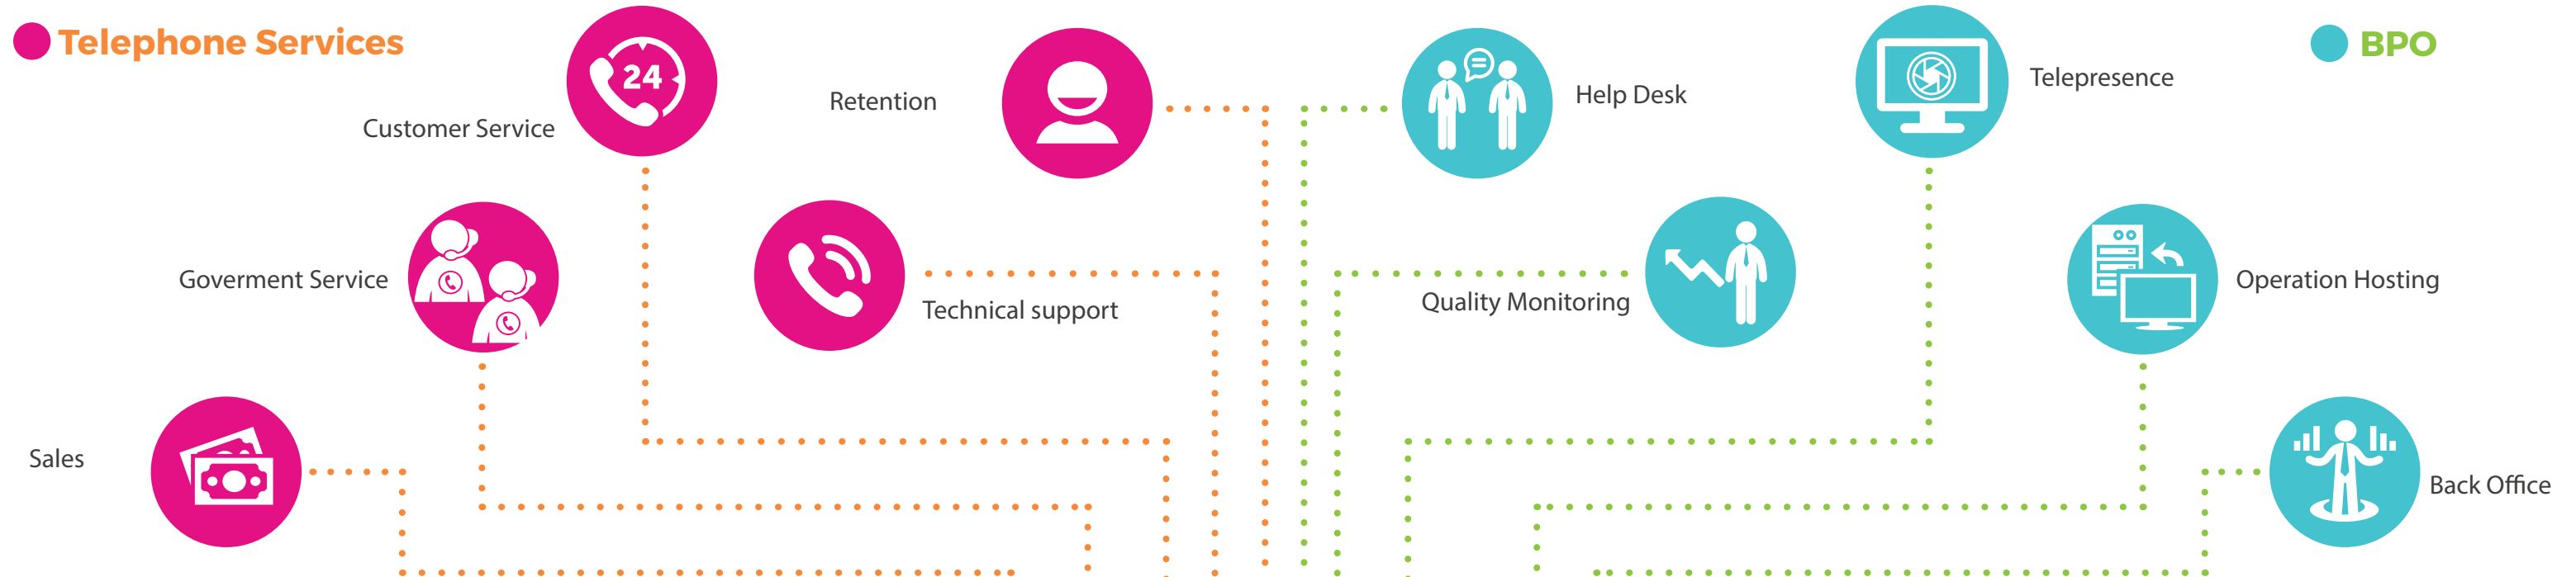 Telephone Services
BPO
24
Customer Service
Retention
Help Desk
Telepresence
Goverment Service
Technical support
Quality Monitoring
Operation Hosting
Sales
Back Office